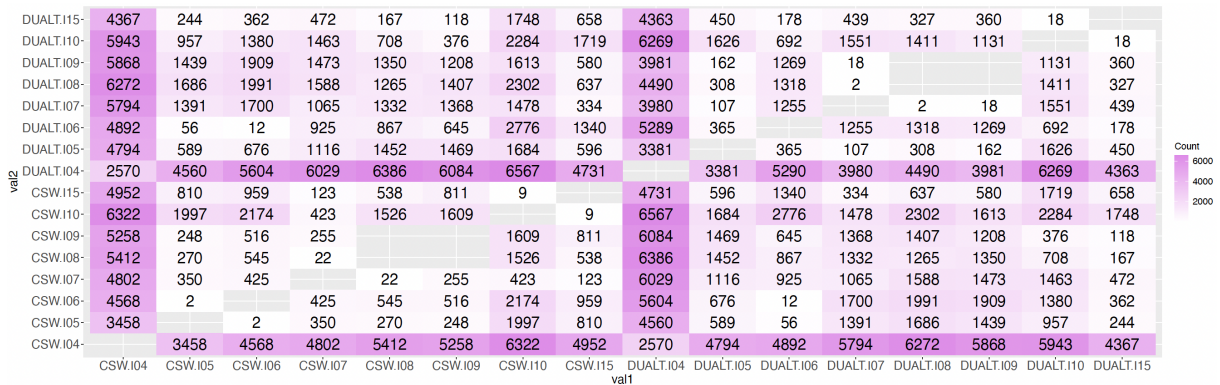 DUALT.I15 4367 244 362 472 167 118 1748 658 4363 450 178 439 327 360 18
DUALT.I10 5943 957 1380 1463 708 376 2284 1719 6269 1626 692 1551 1411 1131 18
DUALT.I09 5868 1439 1909 1473 1350 1208 1613 580 3981 162 1269 18 1131 360
DUALT.I08 6272 1686 1991 1588 1265 1407 2302 637 4490 308 1318 2 1411 327
DUALT.I07 5794 1391 1700 1065 1332 1368 1478 334 3980 107 1255 2 18 1551 439
DUALT.I06 4892 56 12 925 867 645 2776 1340 5289 365 1255 1318 1269 692 178
DUALT.I05 4794 589 676 1116 1452 1469 1684 596 3381 365 107 308 162 1626 450
DUALT.I04 2570 4560 5604 6029 6386 6084 6567 4731 3381 5290 3980 4490 3981 6269 4363
CSW.I15 4952 810 959 123 538 811 9 4731 596 1340 334 637 580 1719 658
CSW.I10 6322 1997 2174 423 1526 1609 9 6567 1684 2776 1478 2302 1613 2284 1748
CSW.I09 5258 248 516 255 1609 811 6084 1469 645 1368 1407 1208 376 118
CSW.I08 5412 270 545 22 1526 538 6386 1452 867 1332 1265 1350 708 167
CSW.I07 4802 350 425 22 255 423 123 6029 1116 925 1065 1588 1473 1463 472
CSW.I06 4568 2 425 545 516 2174 959 5604 676 12 1700 1991 1909 1380 362
CSW.I05 3458 2 350 270 248 1997 810 4560 589 56 1391 1686 1439 957 244
CSW.I04 3458 4568 4802 5412 5258 6322 4952 2570 4794 4892 5794 6272 5868 5943 4367
CSW.I04 CSW.I05 CSW.I06 CSW.I07 CSW.I08 CSW.I09 CSW.I10 CSW.I15 DUALT.I04 DUALT.I05 DUALT.I06 DUALT.I07 DUALT.I08 DUALT.I09 DUALT.I10 DUALT.I15
val1
val2
Count
6000
4000
2000